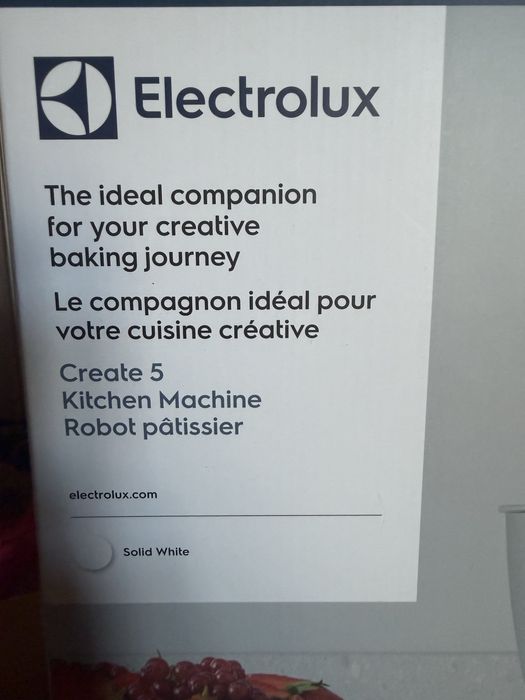 Electrolux
The ideal companion
for your creative
baking journey
Le compagnon idéal pour
votre cuisine créative
Create 5
Kitchen Machine
Robot pâtissier
electrolux.com
Solid White